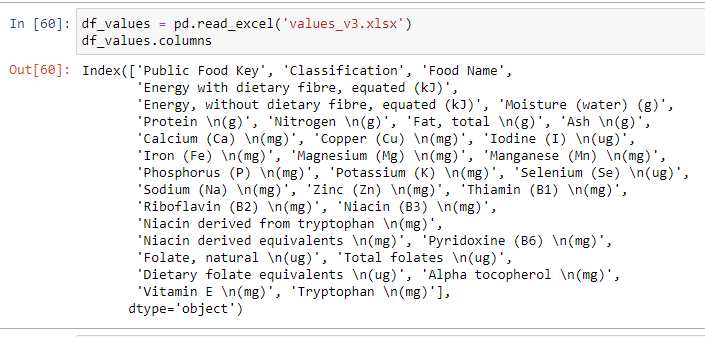 In [60]: df_values = pd.read_excel('values_v3.xlsx')
df_values.columns
Out[60]: Index(['Public Food Key', 'Classification', 'Food Name',
'Energy with dietary fibre, equated (kJ)',
'Energy, without dietary fibre, equated (kJ)', 'Moisture (water) (g)',
'Protein \n(g)', 'Nitrogen \n(g)', 'Fat, total \n(g)', 'Ash \n(g)',
'Calcium (Ca) \n(mg)', 'Copper (Cu) \n(mg)', 'Iodine (I) \n(ug)',
'Iron (Fe) \n(mg)', 'Magnesium (Mg) \n(mg)', 'Manganese (Mn) \n(mg)',
'Phosphorus (P) \n(mg)', 'Potassium (K) \n(mg)', 'Selenium (Se) \n(ug)',
'Sodium (Na) \n(mg)', 'Zinc (Zn) \n(mg)', 'Thiamin (B1) \n(mg)',
'Riboflavin (B2) \n(mg)', 'Niacin (B3) \n(mg)',
'Niacin derived from tryptophan \n(mg)',
'Niacin derived equivalents \n(mg)', 'Pyridoxine (B6) \n(mg)',
'Folate, natural \n(ug)', 'Total folates \n(ug)',
'Dietary folate equivalents \n(ug)', 'Alpha tocopherol \n(mg)',
'Vitamin E \n(mg)', 'Tryptophan \n(mg)'],
dtype='object')